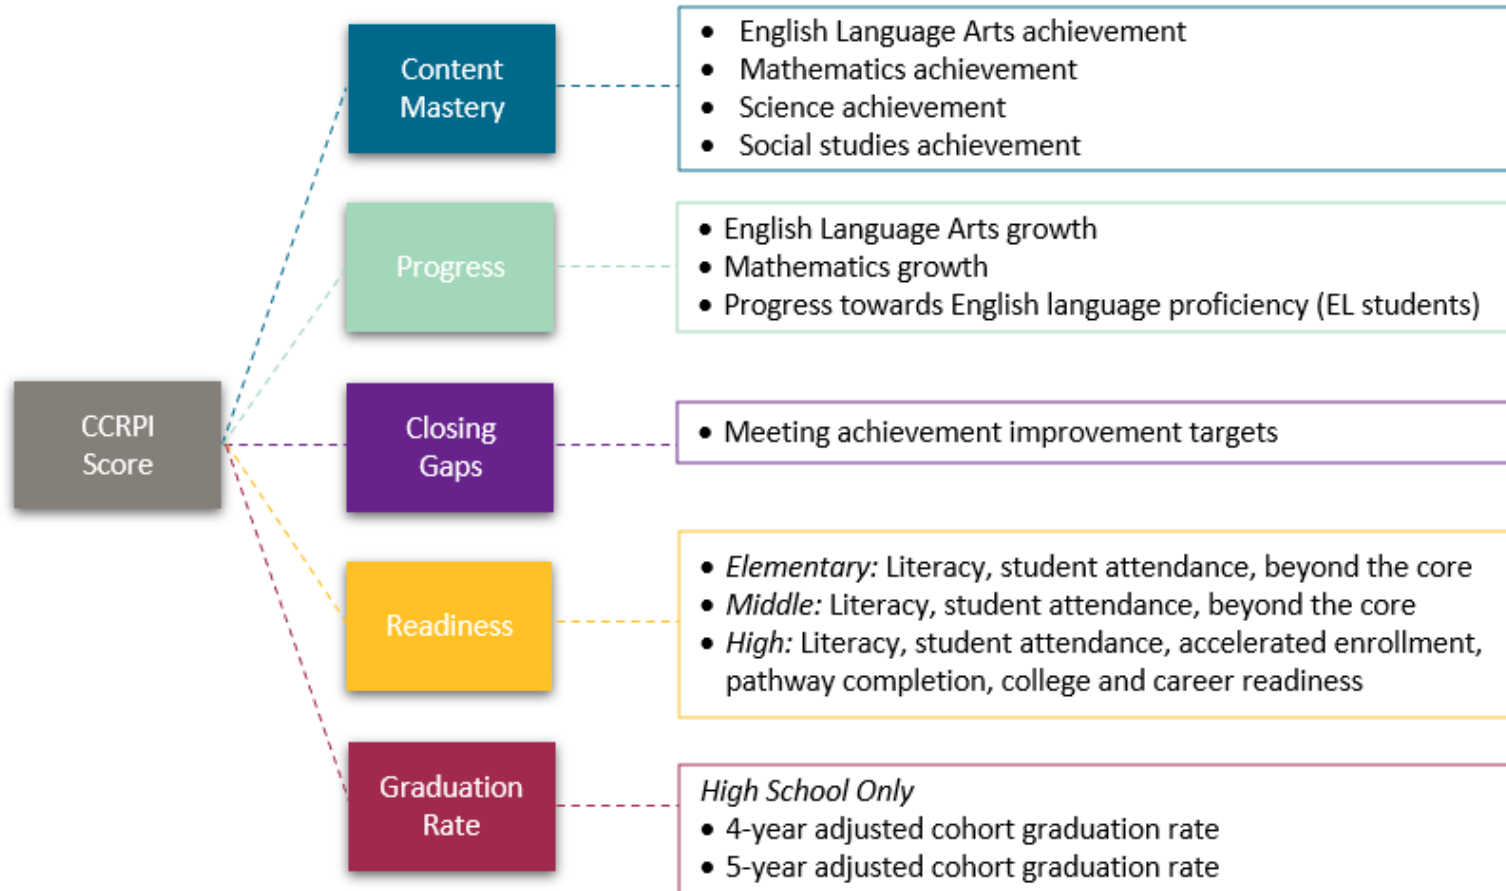 Content
Mastery
• English Language Arts achievement
• Mathematics achievement
• Science achievement
• Social studies achievement
Progress
• English Language Arts growth
• Mathematics growth
• Progress towards English language proficiency (EL students)
CCRPI
Score
Closing
Gaps
• Meeting achievement improvement targets
Readiness
• Elementary: Literacy, student attendance, beyond the core
• Middle: Literacy, student attendance, beyond the core
• High: Literacy, student attendance, accelerated enrollment,
pathway completion, college and career readiness
Graduation
Rate
High School Only
• 4-year adjusted cohort graduation rate
• 5-year adjusted cohort graduation rate